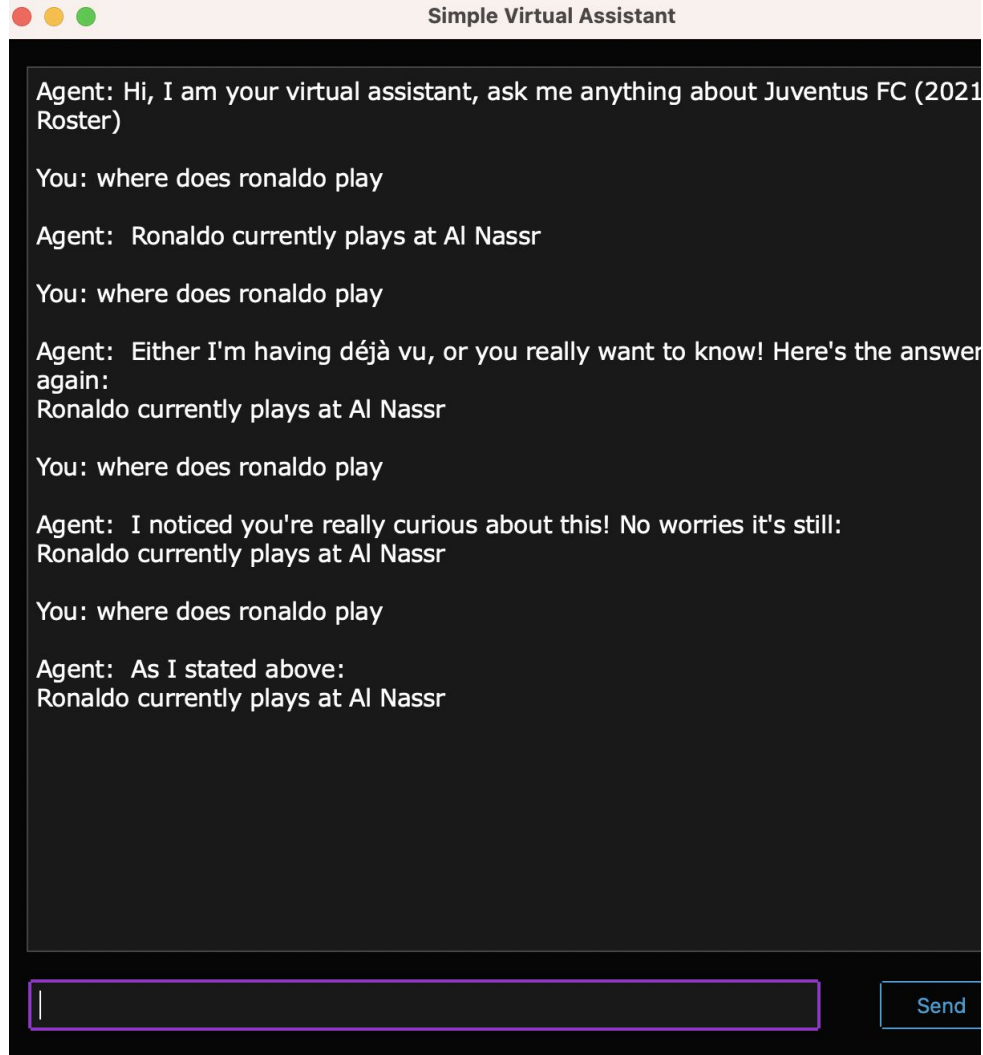 Simple Virtual Assistant
Agent: Hi, I am your virtual assistant, ask me anything about Juventus FC (2021
Roster)
You: where does ronaldo play
Agent:  Ronaldo currently plays at Al Nassr
You: where does ronaldo play
Agent:  Either I'm having déjà vu, or you really want to know! Here's the answer
again:
Ronaldo currently plays at Al Nassr
You: where does ronaldo play
Agent:  I noticed you're really curious about this! No worries it's still:
Ronaldo currently plays at Al Nassr
You: where does ronaldo play
Agent:  As I stated above:
Ronaldo currently plays at Al Nassr
Send